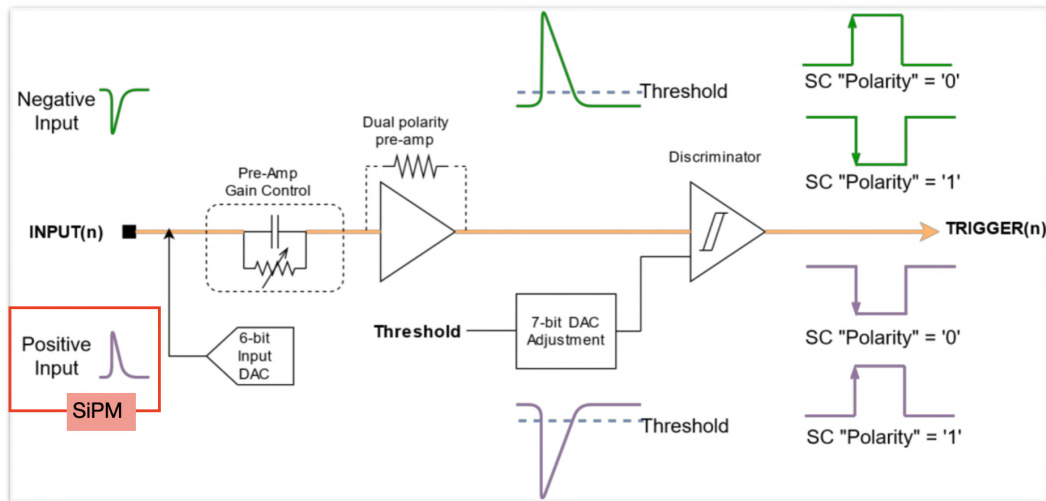 Negative
Input
Threshold
SC "Polarity" = '0'
SC "Polarity" = '1'
Dual polarity
pre-amp
Pre-Amp
Gain Control
Discriminator
INPUT(n)
TRIGGER(n)
Positive
Input
SiPM
6-bit
Input
DAC
Threshold
7-bit DAC
Adjustment
Threshold
SC "Polarity" = '0'
SC "Polarity" = '1'